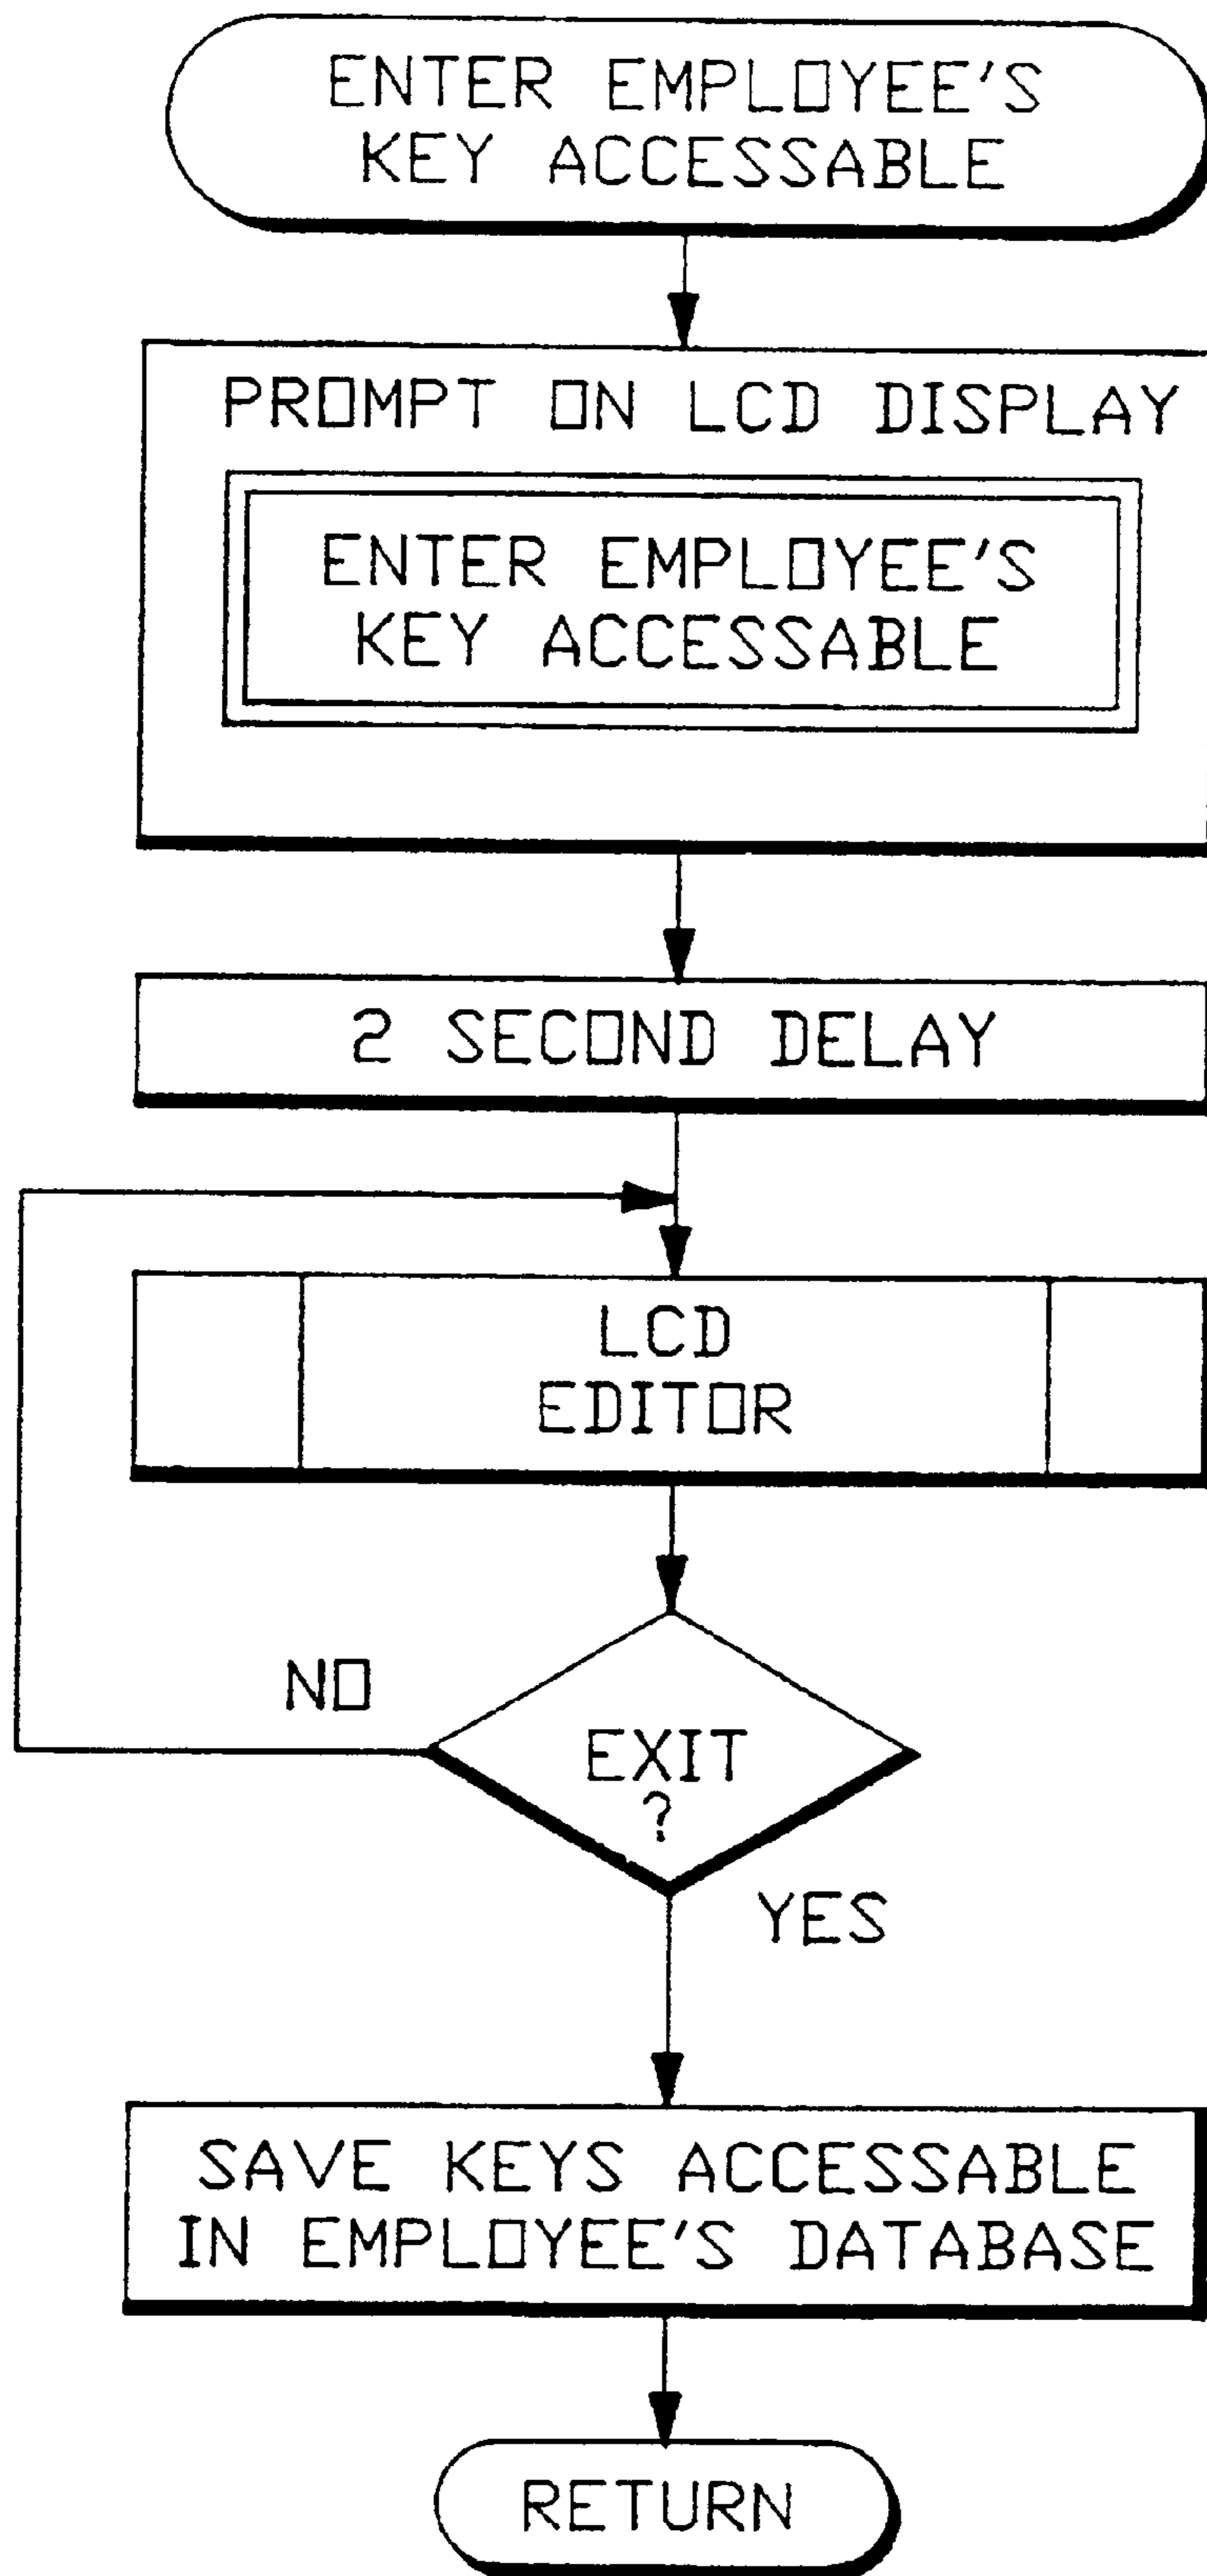 ENTER EMPLOYEE'S
KEY ACCESSABLE
PROMPT ON LCD DISPLAY
ENTER EMPLOYEE'S
KEY ACCESSABLE
2 SECOND DELAY
LCD
EDITOR
NO
EXIT
?
YES
SAVE KEYS ACCESSABLE
IN EMPLOYEE'S DATABASE
RETURN